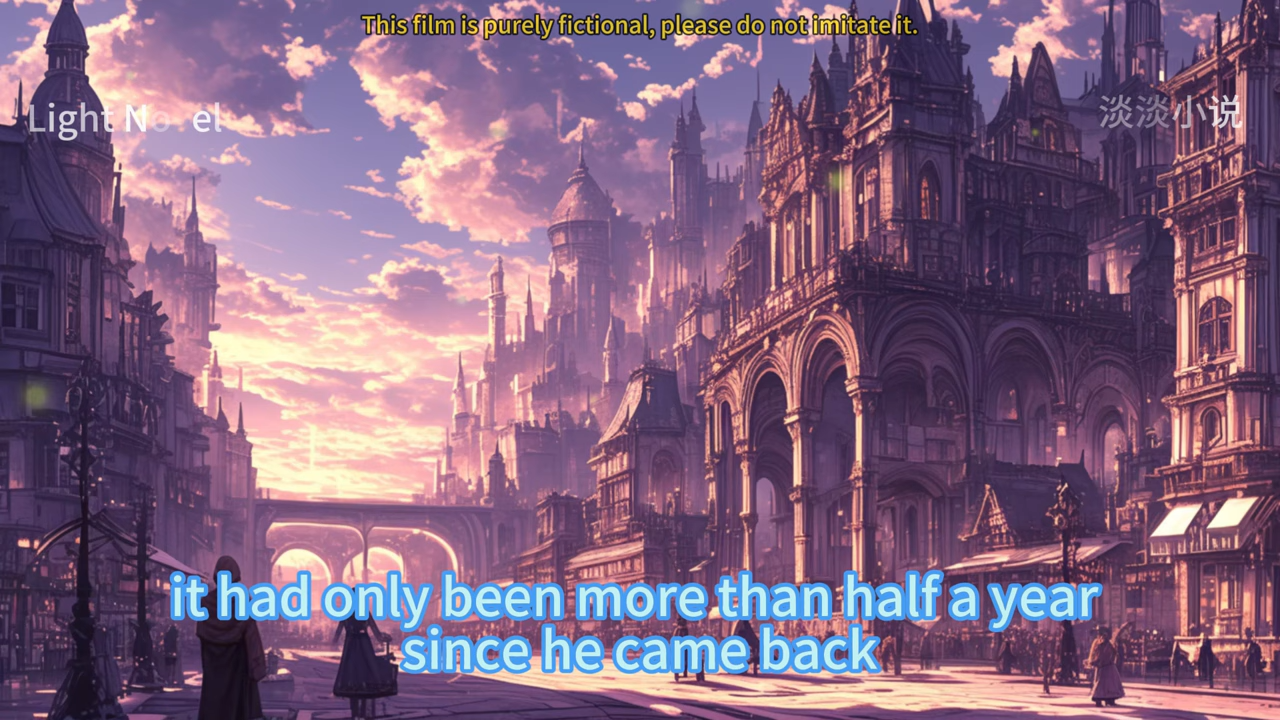 This film is purely fictional, please do not imitate it.
Light Novel
淡淡小说
it had only been more than half a year
since he came back